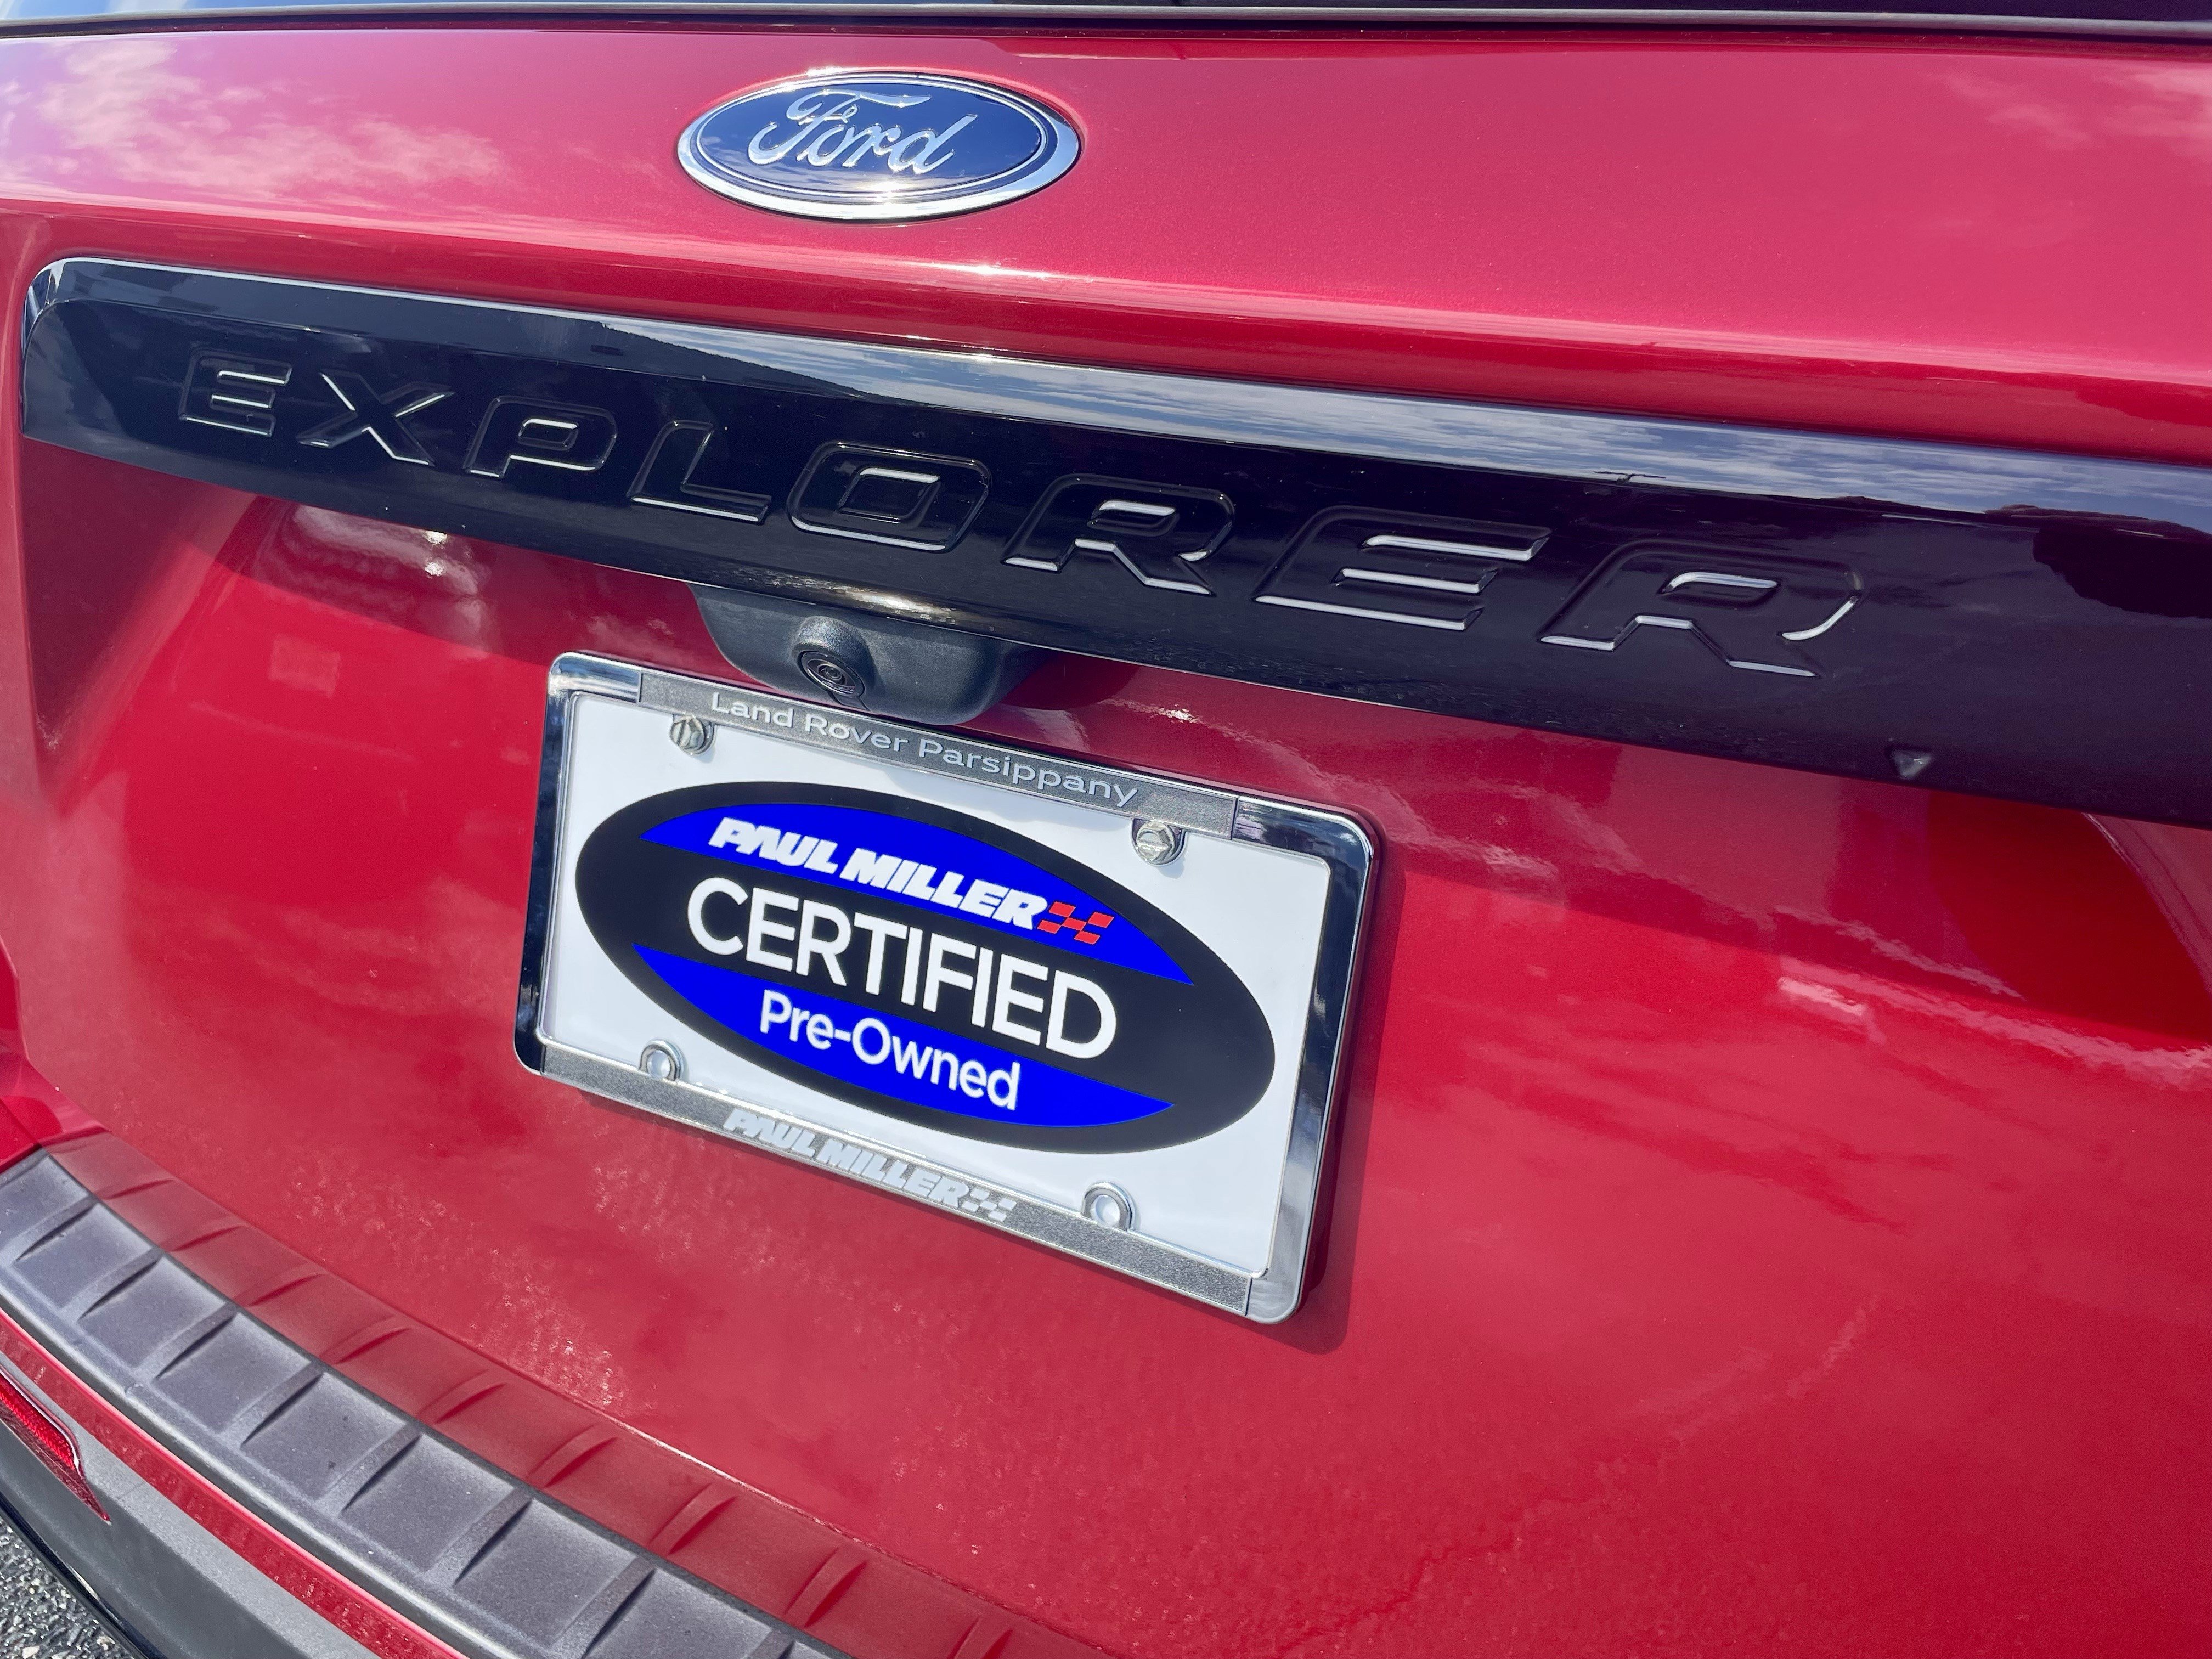 Ford
EXPLORER
Land Rover Parsippany
PAUL MILLER
CERTIFIED
Pre-Owned
PAUL MILLER